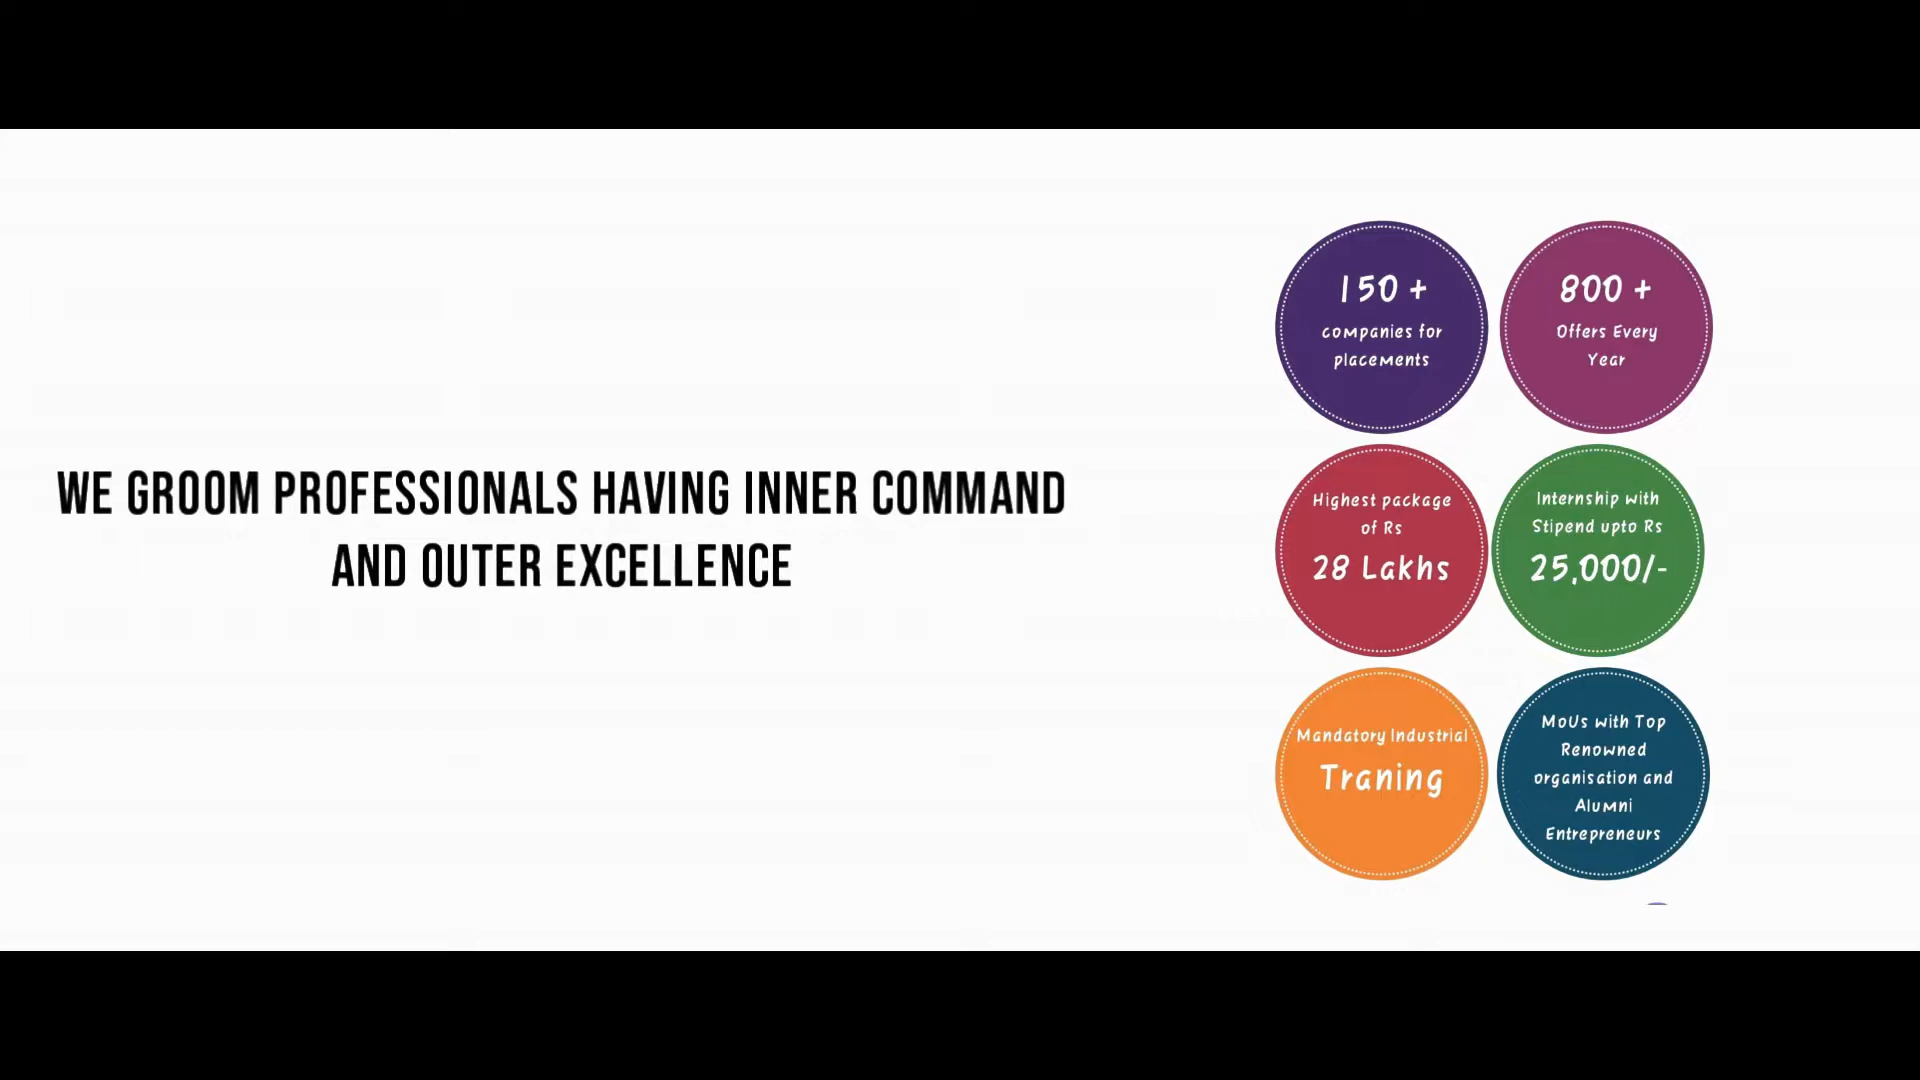 WE GROOM PROFESSIONALS HAVING INNER COMMAND
AND OUTER EXCELLENCE
150 +
companies for
placements
800 +
Offers Every
Year
Highest package
of Rs
28 Lakhs
Internship with
Stipend upto Rs
25,000/-
Mandatory Industrial
Traning
MoUs with Top
Renowned
organisation and
Alumni
Entrepreneurs